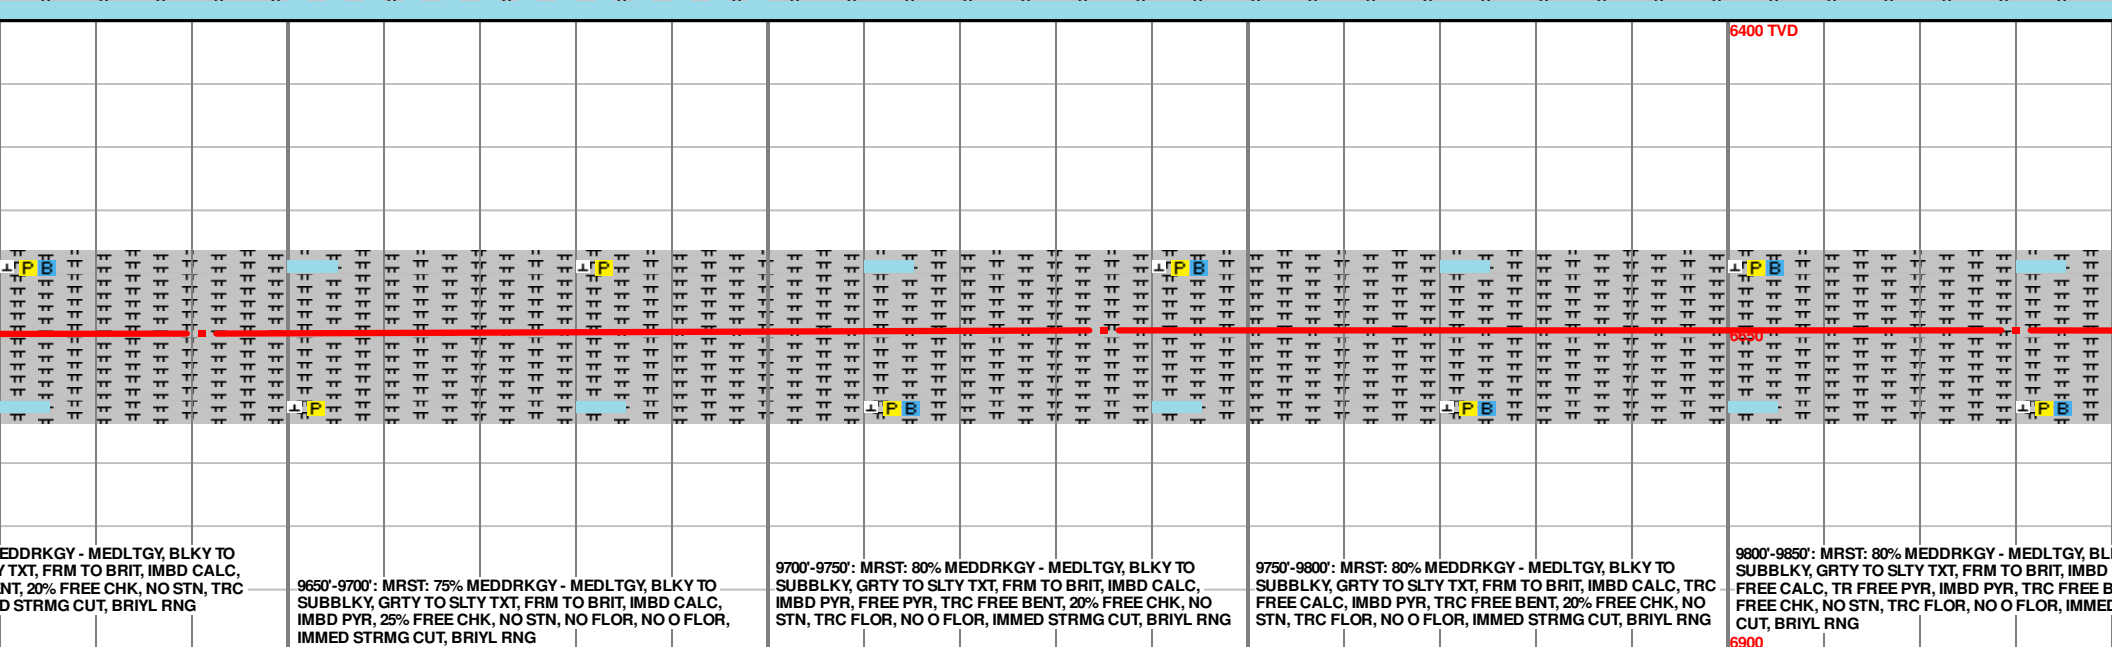 6400 TVD
P B
P
P B
P B
P
P B
P B
P B
6650
EDDRKGY - MEDLTGY, BLKY TO
TXT, FRM TO BRIT, IMBD CALC,
NT, 20% FREE CHK, NO STN, TRC
STRMG CUT, BRIYL RNG
9650'-9700': MRST: 75% MEDDRKGY - MEDLTGY, BLKY TO
SUBBLKY, GRTY TO SLTY TXT, FRM TO BRIT, IMBD CALC,
IMBD PYR, 25% FREE CHK, NO STN, NO FLOR, NO O FLOR,
IMMED STRMG CUT, BRIYL RNG
9700'-9750': MRST: 80% MEDDRKGY - MEDLTGY, BLKY TO
SUBBLKY, GRTY TO SLTY TXT, FRM TO BRIT, IMBD CALC,
IMBD PYR, FREE PYR, TRC FREE BENT, 20% FREE CHK, NO
STN, TRC FLOR, NO O FLOR, IMMED STRMG CUT, BRIYL RNG
9750'-9800': MRST: 80% MEDDRKGY - MEDLTGY, BLKY TO
SUBBLKY, GRTY TO SLTY TXT, FRM TO BRIT, IMBD CALC, TRC
FREE CALC, IMBD PYR, TRC FREE BENT, 20% FREE CHK, NO
STN, TRC FLOR, NO O FLOR, IMMED STRMG CUT, BRIYL RNG
9800'-9850': MRST: 80% MEDDRKGY - MEDLTGY, BL
SUBBLKY, GRTY TO SLTY TXT, FRM TO BRIT, IMBD
FREE CALC, TR FREE PYR, IMBD PYR, TRC FREE B
FREE CHK, NO STN, TRC FLOR, NO O FLOR, IMMED
CUT, BRIYL RNG
6900